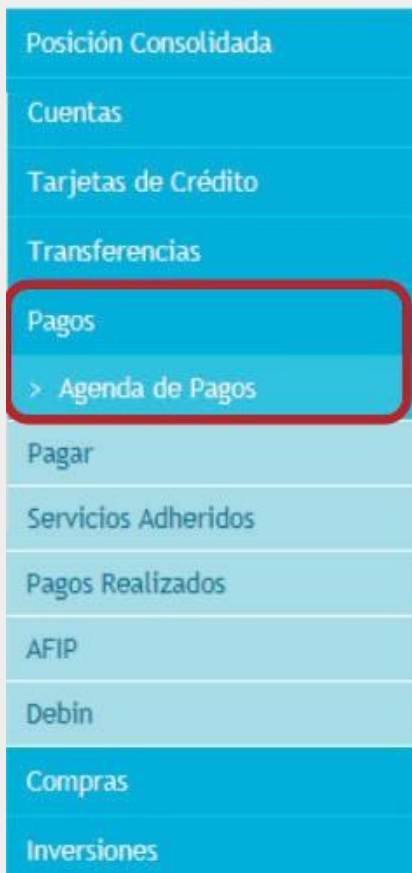 Posición Consolidada
Cuentas
Tarjetas de Crédito
Transferencias
Pagos
> Agenda de Pagos
Pagar
Servicios Adheridos
Pagos Realizados
AFIP
Debin
Compras
Inversiones